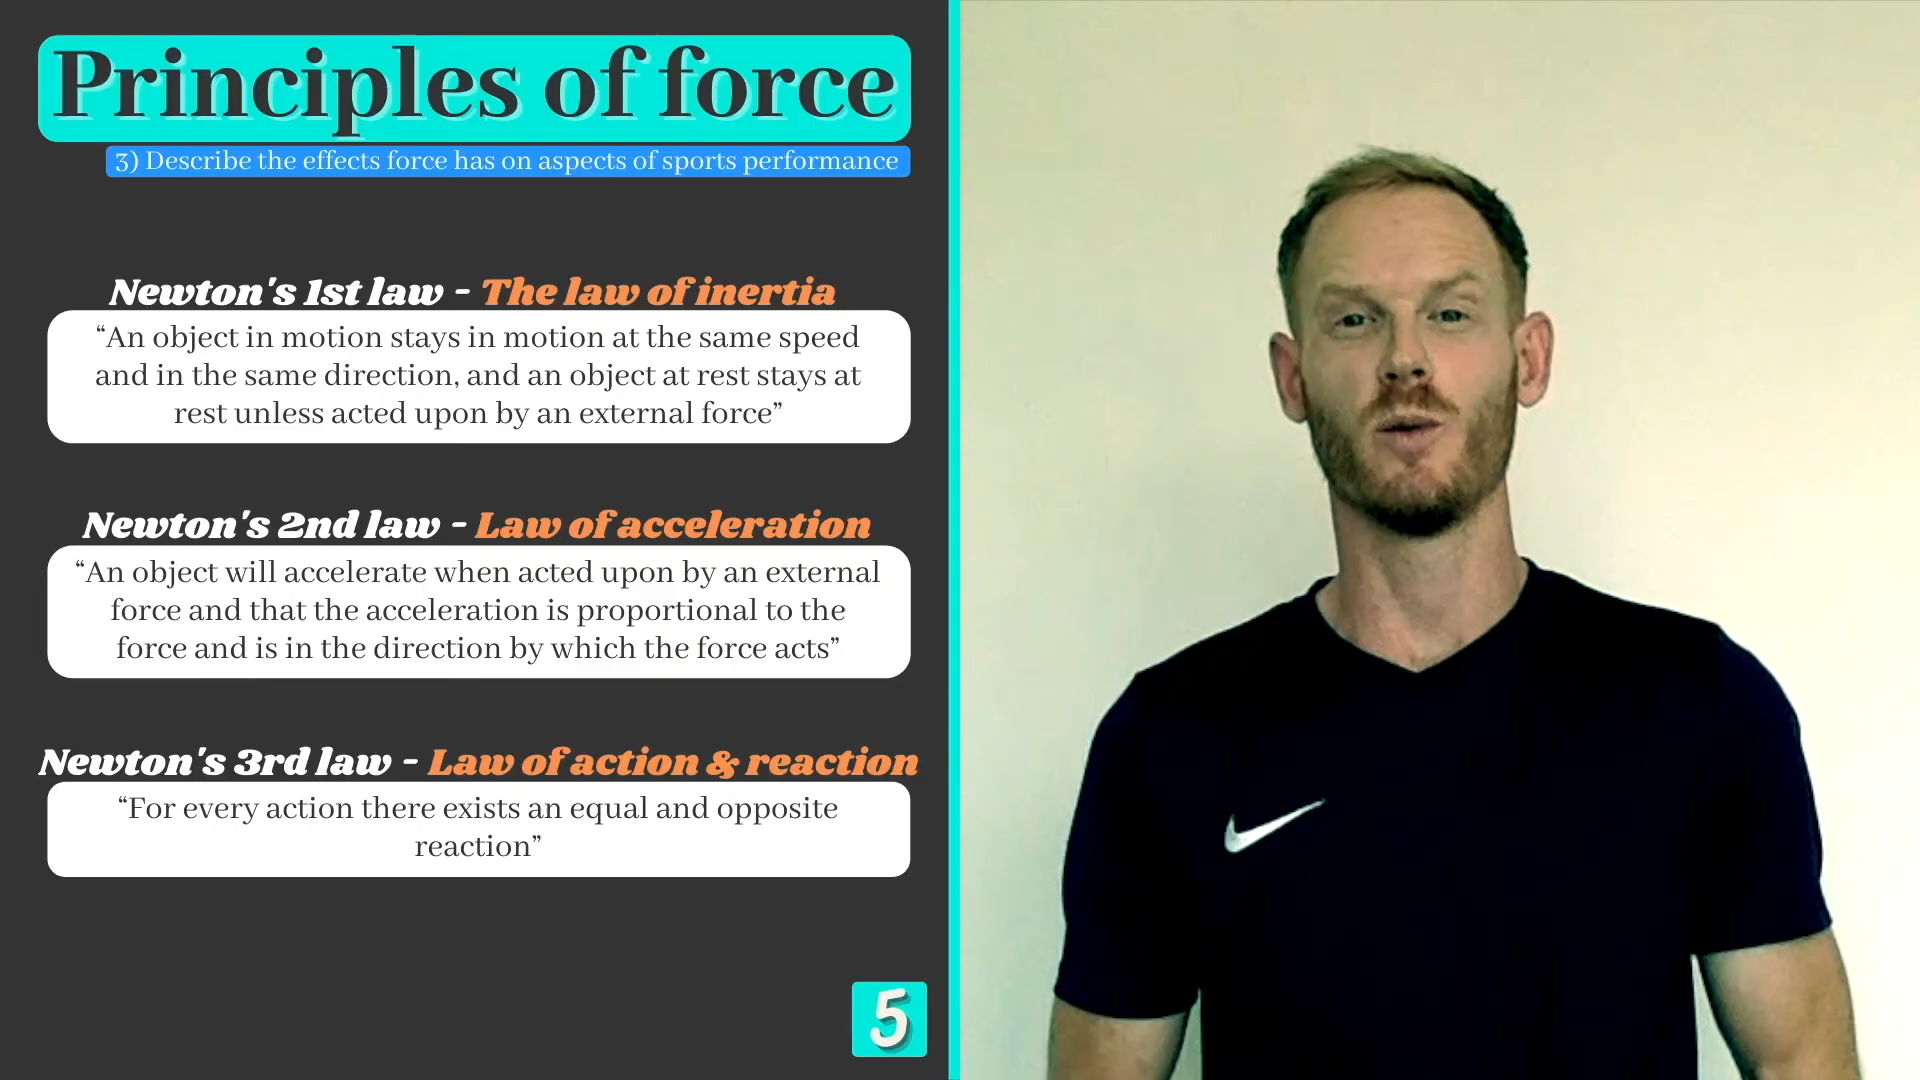 Principles of force
3) Describe the effects force has on aspects of sports performance
Newton's 1st law - The law of inertia
“An object in motion stays in motion at the same speed
and in the same direction, and an object at rest stays at
rest unless acted upon by an external force”
Newton's 2nd law - Law of acceleration
“An object will accelerate when acted upon by an external
force and that the acceleration is proportional to the
force and is in the direction by which the force acts”
Newton's 3rd law - Law of action & reaction
“For every action there exists an equal and opposite
reaction”
5